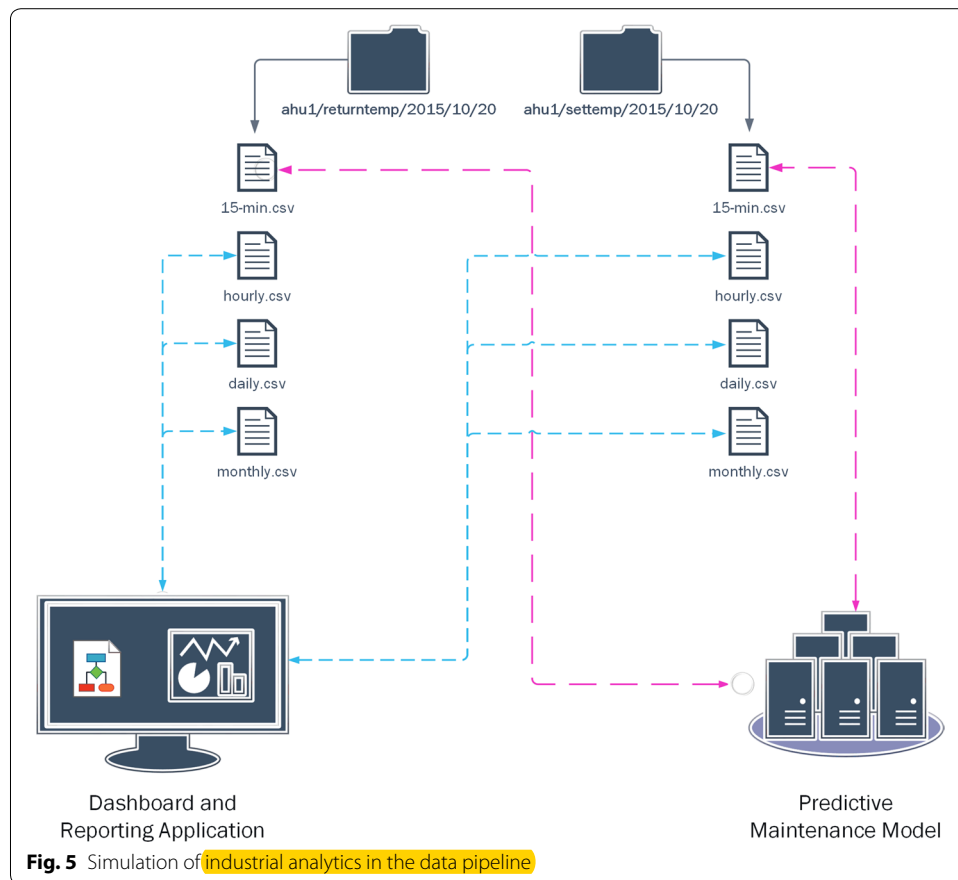 ahu1/returntemp/2015/10/20
ahu1/settemp/2015/10/20
15-min.csv
15-min.csv
hourly.csv
hourly.csv
daily.csv
daily.csv
monthly.csv
monthly.csv
Dashboard and
Reporting Application
Predictive
Maintenance Model
Fig. 5 Simulation of industrial analytics in the data pipeline